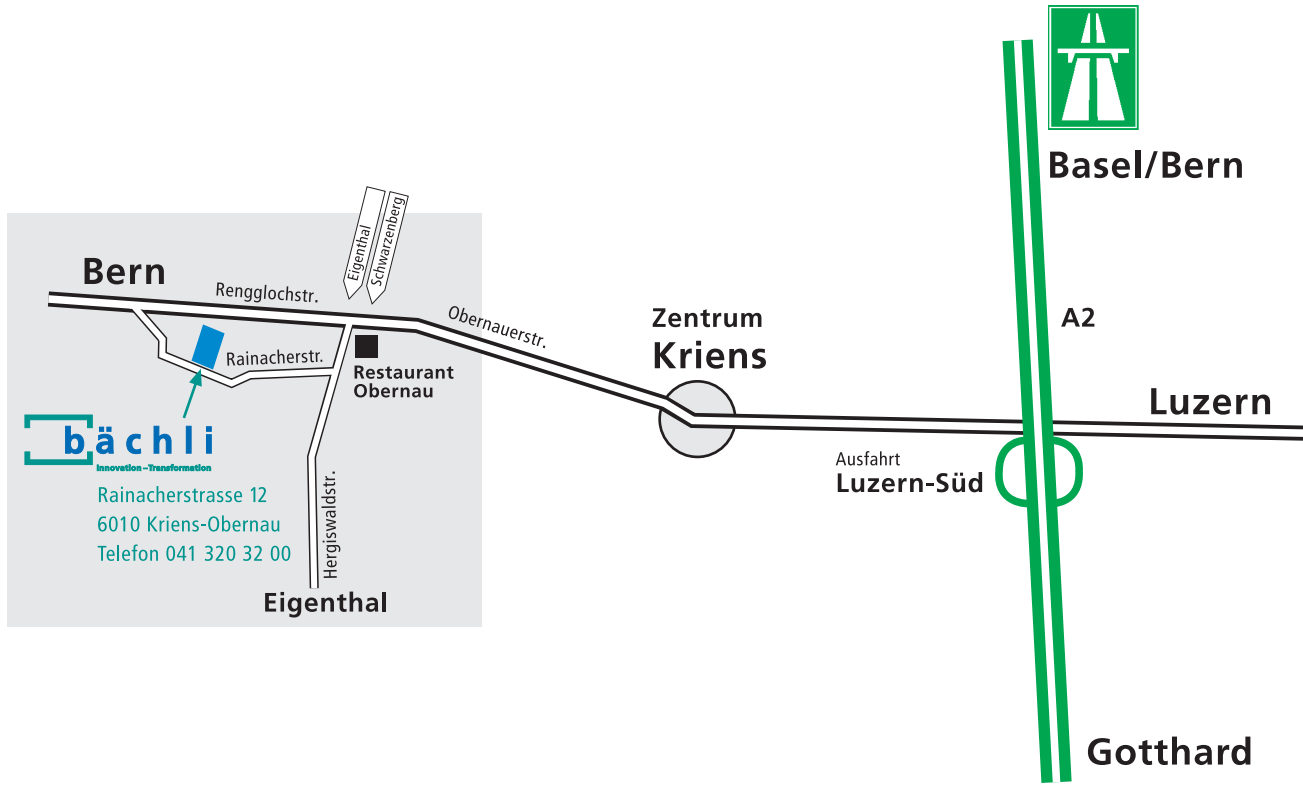 Basel/Bern
Eigenthal
Schwarzenberg
Bern
Rengglochstr.
Obernauerstr.
Zentrum
Kriens
A2
Rainacherstr.
Restaurant
Obernau
Luzern
bächli
Innovation–Transformation
Ausfahrt
Luzern-Süd
Rainacherstrasse 12
6010 Kriens-Obernau
Telefon 041 320 32 00
Hergiswaldstr.
Eigenthal
Gotthard